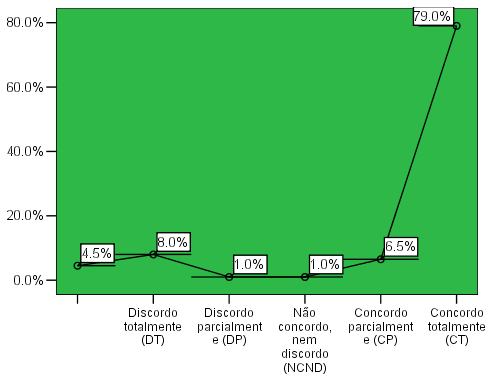 80.0%
60.0%
40.0%
20.0%
0.0%
4.5%
8.0%
1.0%
1.0%
6.5%
79.0%
Discordo
totalmente
(DT)
Discordo
parcialment
e (DP)
Não
concordo,
nem
discordo
(NCND)
Concordo
parcialment
e (CP)
Concordo
totalmente
(CT)